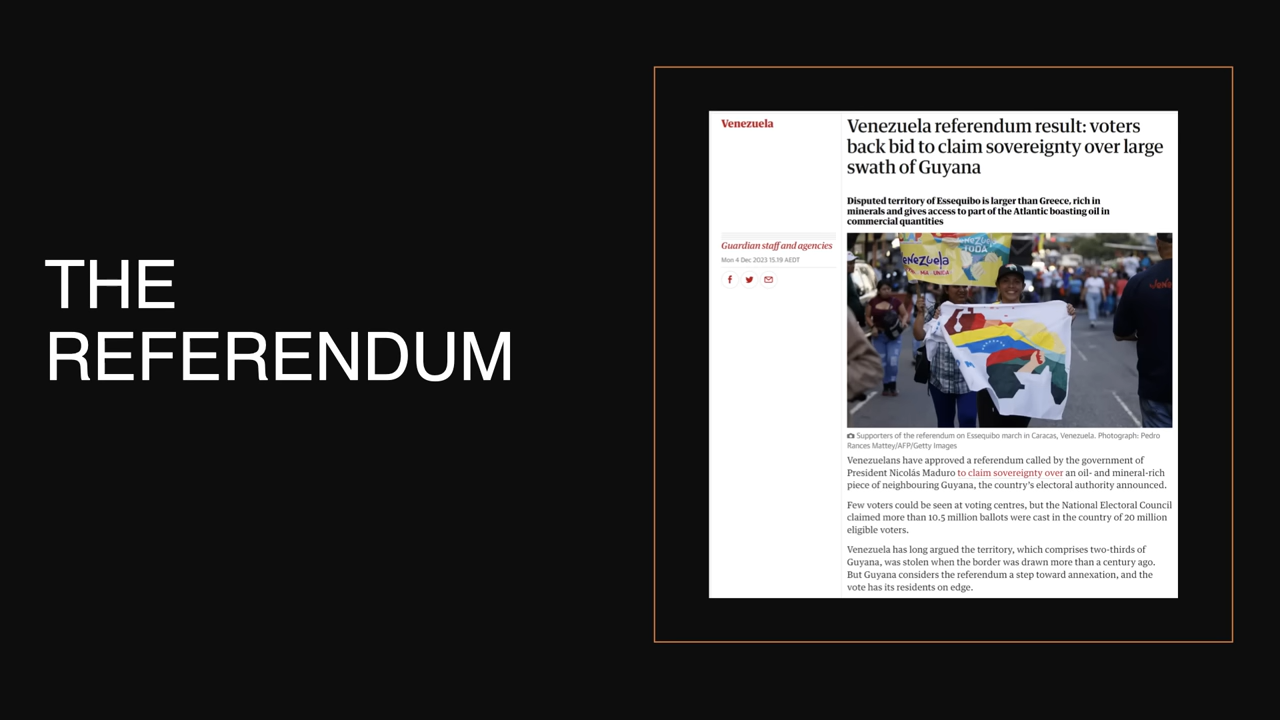 THE
REFERENDUM
Venezuela
Venezuela referendum result: voters
back bid to claim sovereignty over large
swath of Guyana
Disputed territory of Essequibo is larger than Greece, rich in
minerals and gives access to part of the Atlantic boasting oil in
commercial quantities
Guardian staff and agencies
Mon 4 Dec 2023 15.19 AEDT
VeNeZUeLa
TODA
eNeZuela
Supporters of the referendum on Essequibo march in Caracas, Venezuela. Photograph: Pedro
Rances Mattey/AFP/Getty Images
Venezuelans have approved a referendum called by the government of
President Nicolás Maduro to claim sovereignty over an oil- and mineral-rich
piece of neighbouring Guyana, the country's electoral authority announced.
Few voters could be seen at voting centres, but the National Electoral Council
claimed more than 10.5 million ballots were cast in the country of 20 million
eligible voters.
Venezuela has long argued the territory, which comprises two-thirds of
Guyana, was stolen when the border was drawn more than a century ago.
But Guyana considers the referendum a step toward annexation, and the
vote has its residents on edge.